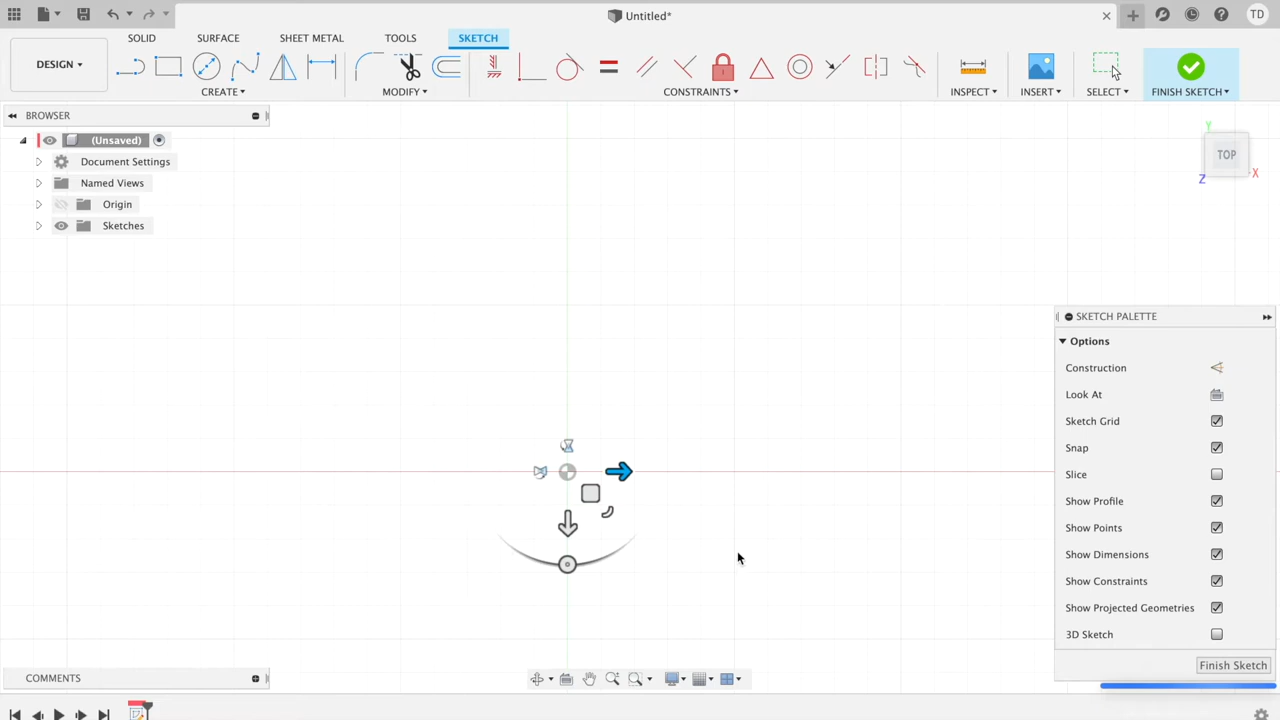 Untitled*
TD
SOLID SURFACE SHEET METAL TOOLS SKETCH
DESIGN
CREATE MODIFY CONSTRAINTS INSPECT INSERT SELECT FINISH SKETCH
BROWSER
(Unsaved)
Document Settings
Named Views
Origin
Sketches
Y
TOP
Z
X
SKETCH PALETTE
Options
Construction
Look At
Sketch Grid
Snap
Slice
Show Profile
Show Points
Show Dimensions
Show Constraints
Show Projected Geometries
3D Sketch
Finish Sketch
COMMENTS